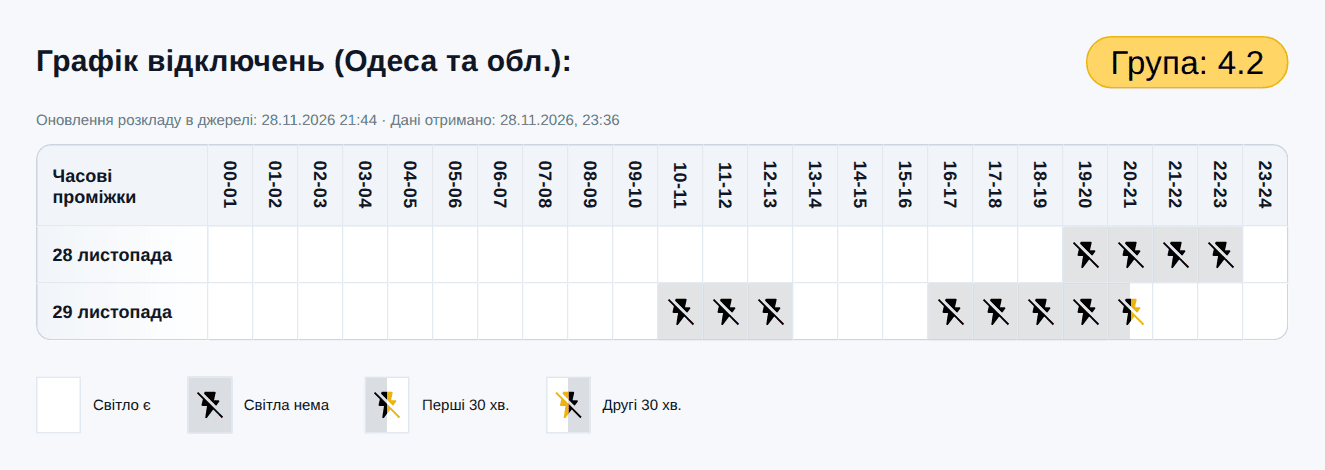 Графік відключень (Одеса та обл.):
Група: 4.2
Оновлення розкладу в джерелі: 28.11.2026 21:44 · Дані отримано: 28.11.2026, 23:36
Часові
проміжки
00-01
01-02
02-03
03-04
04-05
05-06
06-07
07-08
08-09
09-10
10-11
11-12
12-13
13-14
14-15
15-16
16-17
17-18
18-19
19-20
20-21
21-22
22-23
23-24
28 листопада
29 листопада
Світло є
Світла нема
Перші 30 хв.
Другі 30 хв.